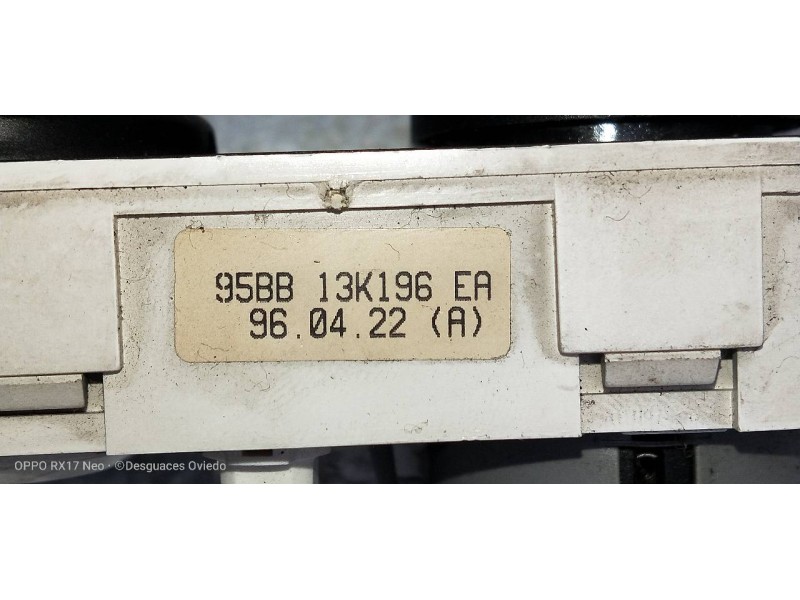 95BB 13K196 EA
96.04.22 (A)
OPPO RX17 Neo · ©Desguaces Oviedo